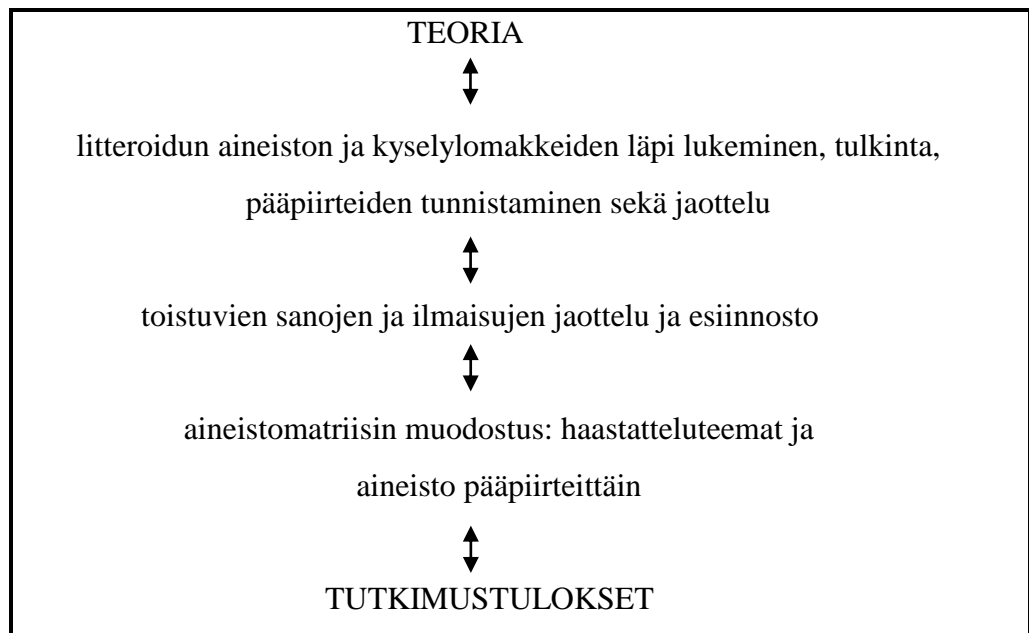 TEORIA
litteroidun aineiston ja kyselylomakkeiden läpi lukeminen, tulkinta,
pääpiirteiden tunnistaminen sekä jaottelu
toistuvien sanojen ja ilmaisujen jaottelu ja esiinnosto
aineistomatriisin muodostus: haastatteluteemat ja
aineisto pääpiirteittäin
TUTKIMUSTULOKSET